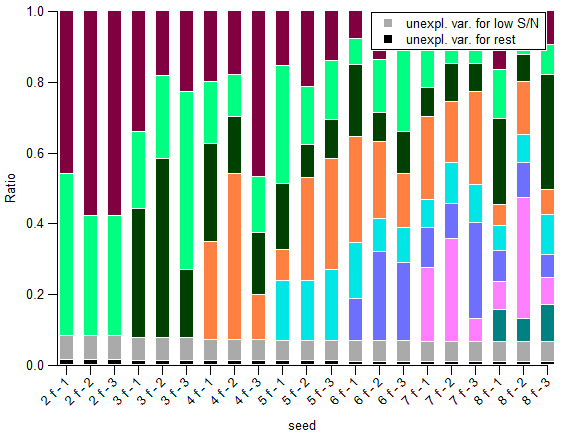 1.0
unexpl. var. for low S/N
unexpl. var. for rest
0.8
0.6
Ratio
0.4
0.2
0.0
2 f - 1
2 f - 2
2 f - 3
3 f - 1
3 f - 2
3 f - 3
4 f - 1
4 f - 2
4 f - 3
5 f - 1
5 f - 2
5 f - 3
6 f - 1
6 f - 2
6 f - 3
7 f - 1
7 f - 2
7 f - 3
8 f - 1
8 f - 2
8 f - 3
seed